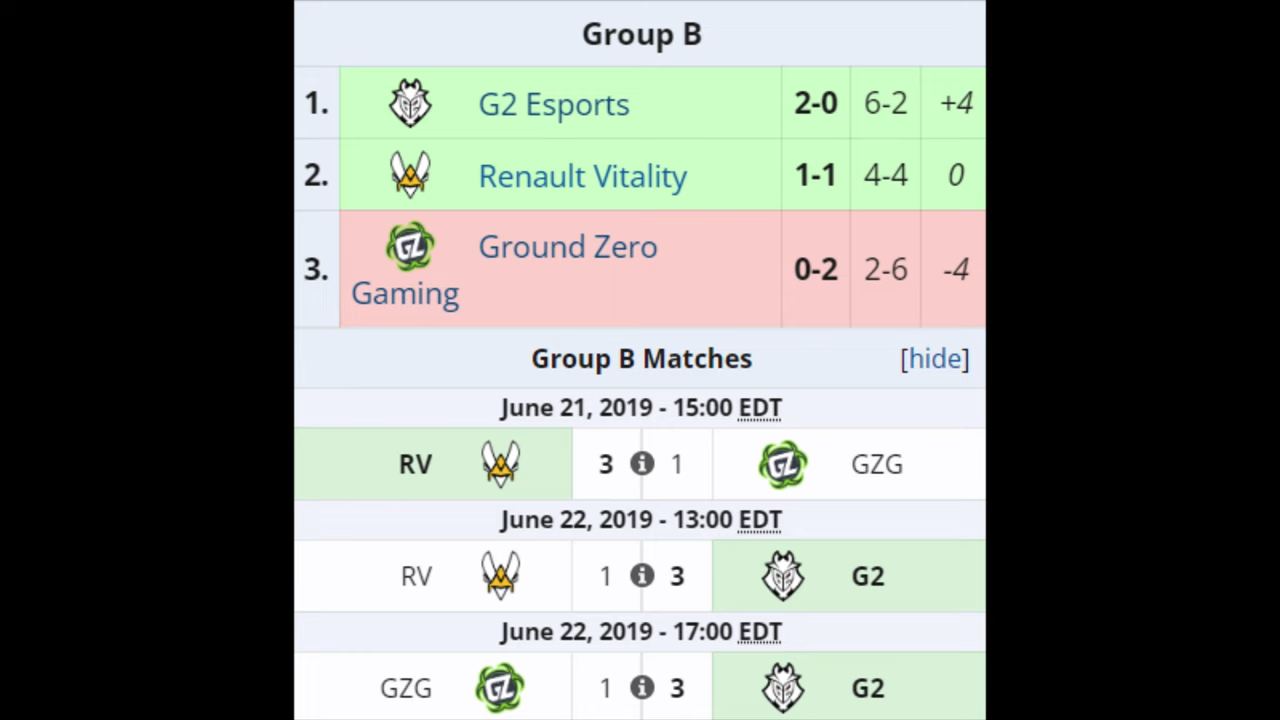 Group B
1. G2 Esports 2-0 6-2 +4
2. Renault Vitality 1-1 4-4 0
3. GZ Ground Zero Gaming 0-2 2-6 -4
Group B Matches [hide]
June 21, 2019 - 15:00 EDT
RV 3 1 GZ GZG
June 22, 2019 - 13:00 EDT
RV 1 3 G2
June 22, 2019 - 17:00 EDT
GZG GZ 1 3 G2